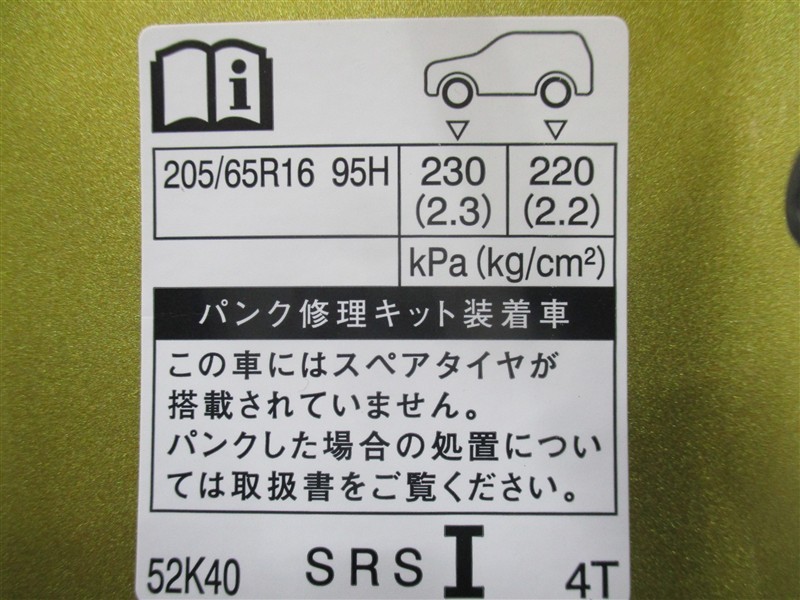 205/65R16 95H 230 220
(2.3) (2.2)
kPa (kg/cm²)
パンク修理キット装着車
この車にはスペアタイヤが
搭載されていません。
パンクした場合の処置につい
ては取扱書をご覧ください。
52K40 SRS I 4T